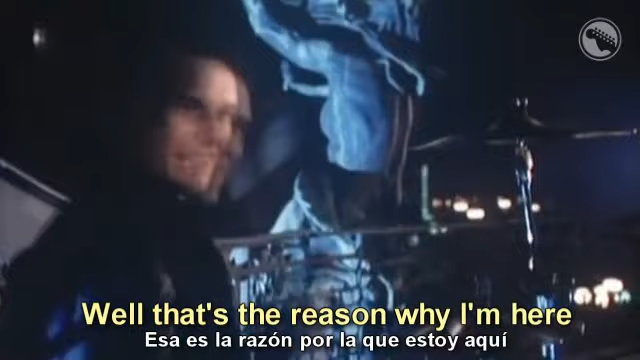 Well that's the reason why I'm here
Esa es la razón por la que estoy aquí